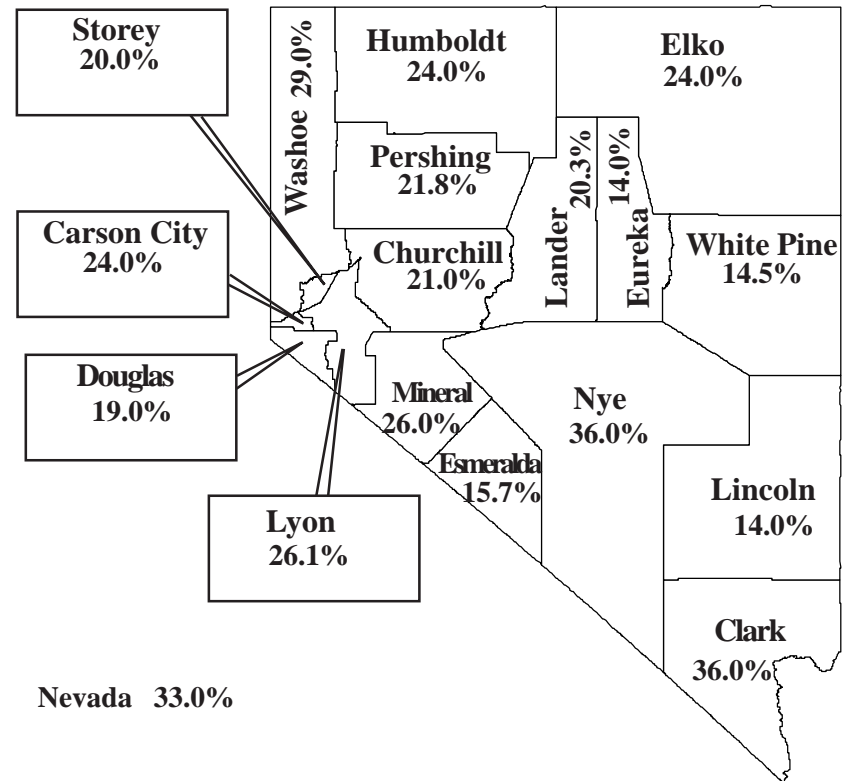 Storey
20.0%
Washoe 29.0%
Humboldt
24.0%
Elko
24.0%
Pershing
21.8%
Lander 20.3%
Eureka 14.0%
Carson City
24.0%
Churchill
21.0%
White Pine
14.5%
Douglas
19.0%
Mineral
26.0%
Nye
36.0%
Esmeralda
15.7%
Lincoln
14.0%
Lyon
26.1%
Clark
36.0%
Nevada 33.0%